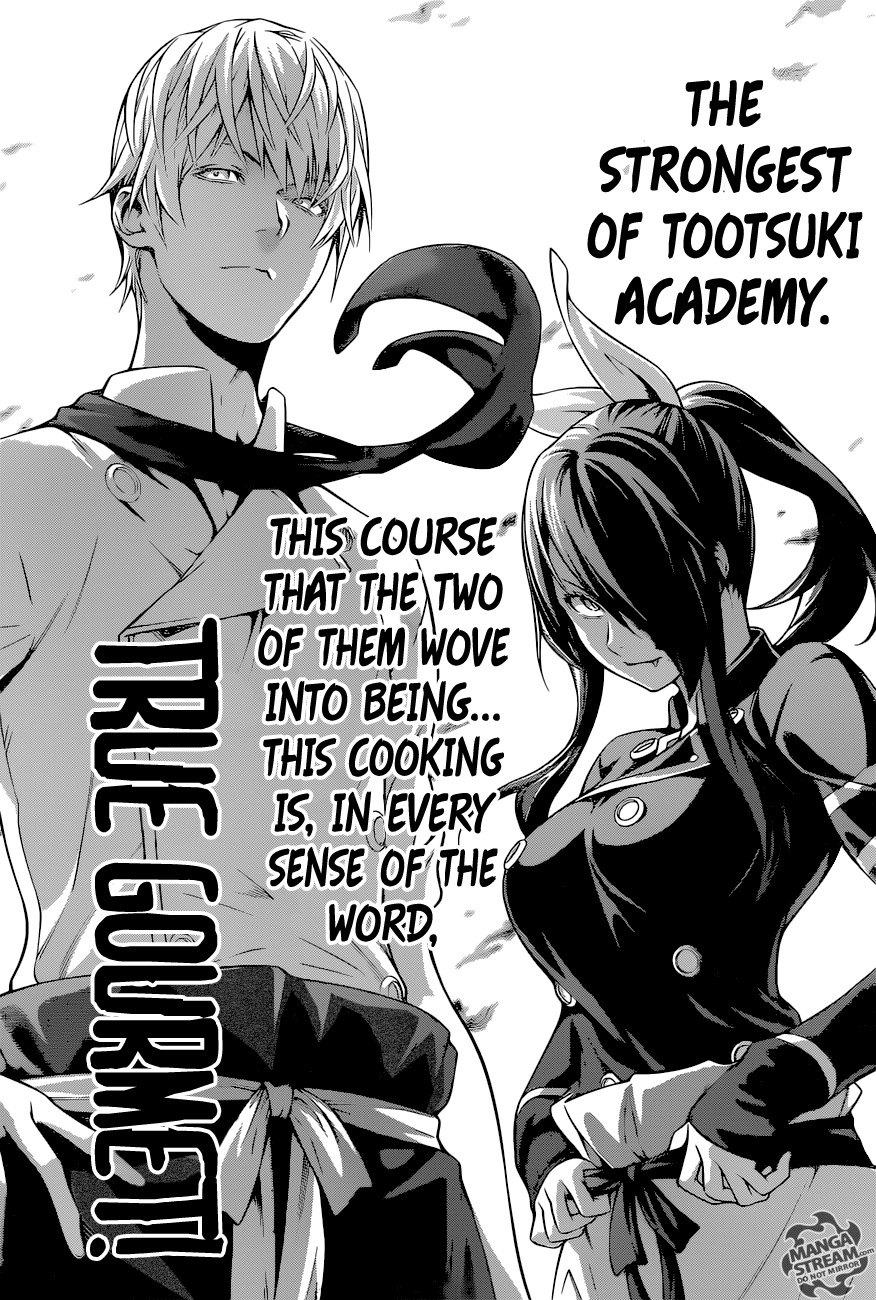 THE
STRONGEST
OF TOOTSUKI
ACADEMY.
THIS COURSE
THAT THE TWO
OF THEM WOVE
INTO BEING...
THIS COOKING
IS, IN EVERY
SENSE OF THE
WORD,
TRUE GOURMET!
MANGA
STREAM.com
DO NOT MIRROR